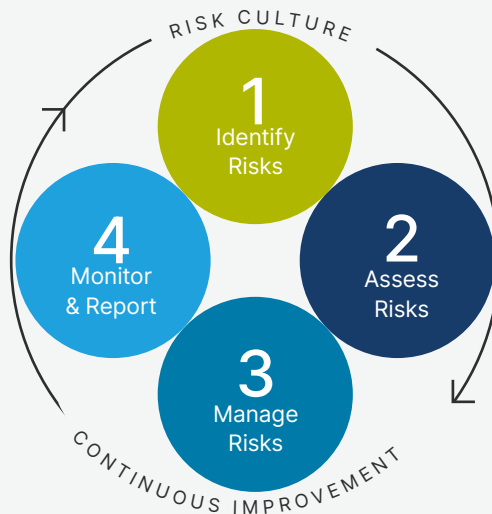 RISK CULTURE
1
Identify
Risks
2
Assess
Risks
3
Manage
Risks
4
Monitor
& Report
CONTINUOUS IMPROVEMENT